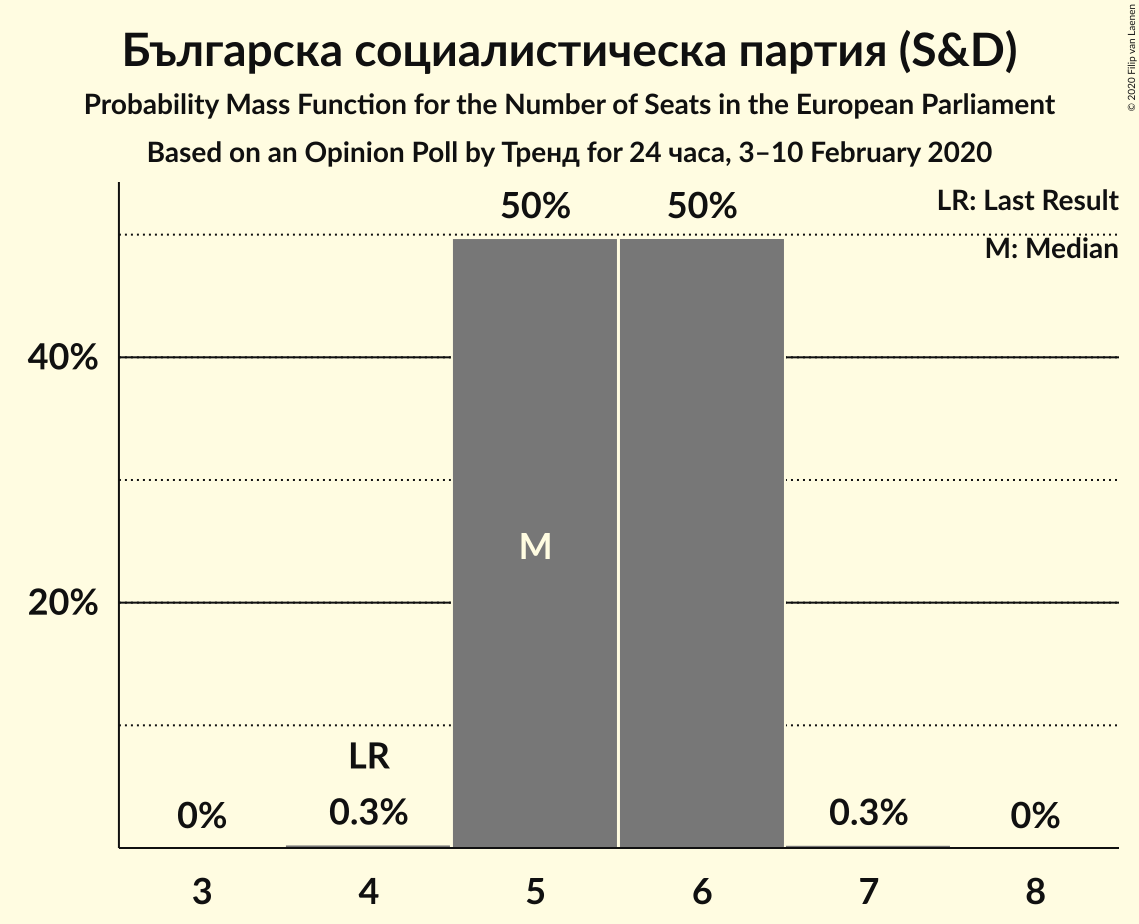 Българска социалистическа партия (S&D)
Probability Mass Function for the Number of Seats in the European Parliament
Based on an Opinion Poll by Тренд for 24 часа, 3–10 February 2020
© 2020 Filip van Laenen
LR: Last Result
M: Median
50% 50%
40%
M
20%
LR
0% 0.3% 0.3% 0%
3 4 5 6 7 8